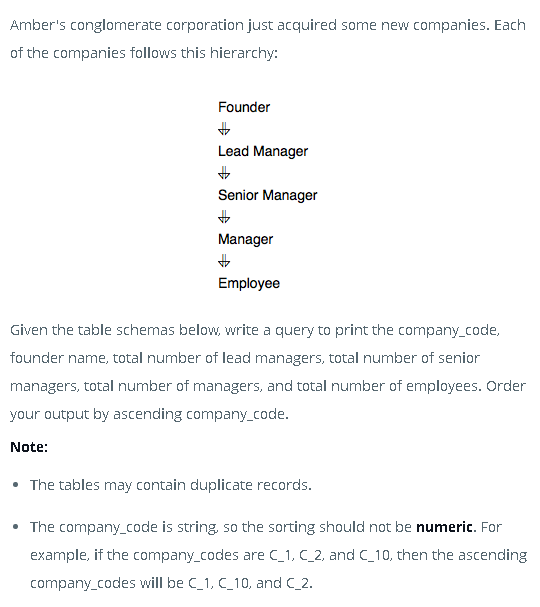 Amber's conglomerate corporation just acquired some new companies. Each
of the companies follows this hierarchy:
Founder
Lead Manager
Senior Manager
Manager
Employee
Given the table schemas below, write a query to print the company_code,
founder name, total number of lead managers, total number of senior
managers, total number of managers, and total number of employees. Order
your output by ascending company_code.
Note:
• The tables may contain duplicate records.
• The company_code is string, so the sorting should not be numeric. For
example, if the company_codes are C_1, C_2, and C_10, then the ascending
company_codes will be C_1, C_10, and C_2.